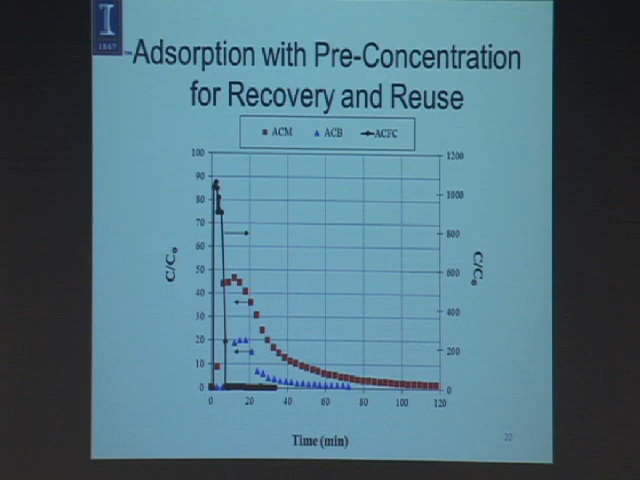 I
1867
Adsorption with Pre-Concentration
for Recovery and Reuse
ACM ACB ACFC
100
90
80
70
60
50
40
30
20
10
0
C/C₀
1200
1000
800
600
400
200
0
C/C₀
0 20 40 60 80 100 120
Time (min)
20